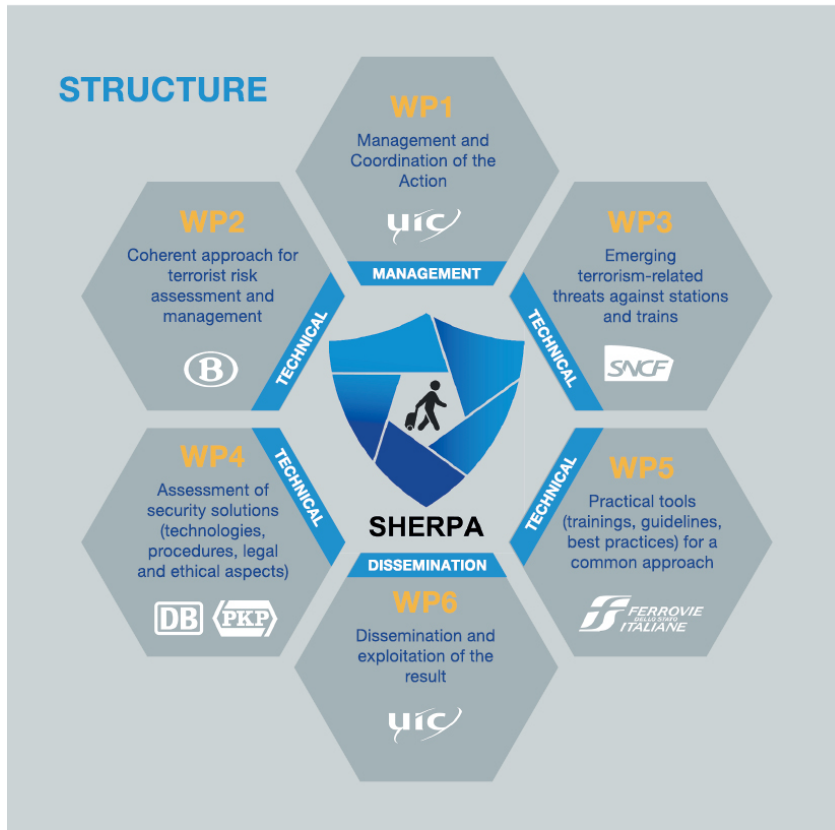 STRUCTURE
WP1
Management and
Coordination of the
Action
uic
MANAGEMENT
WP2
Coherent approach for
terrorist risk
assessment and
management
B
TECHNICAL
WP3
Emerging
terrorism-related
threats against stations
and trains
SNCF
TECHNICAL
SHERPA
WP4
Assessment of
security solutions
(technologies,
procedures, legal
and ethical aspects)
DB
PKP
TECHNICAL
WP5
Practical tools
(trainings, guidelines,
best practices) for a
common approach
FS
FERROVIE
DELLO STATO
ITALIANE
TECHNICAL
DISSEMINATION
WP6
Dissemination and
exploitation of the
result
uic